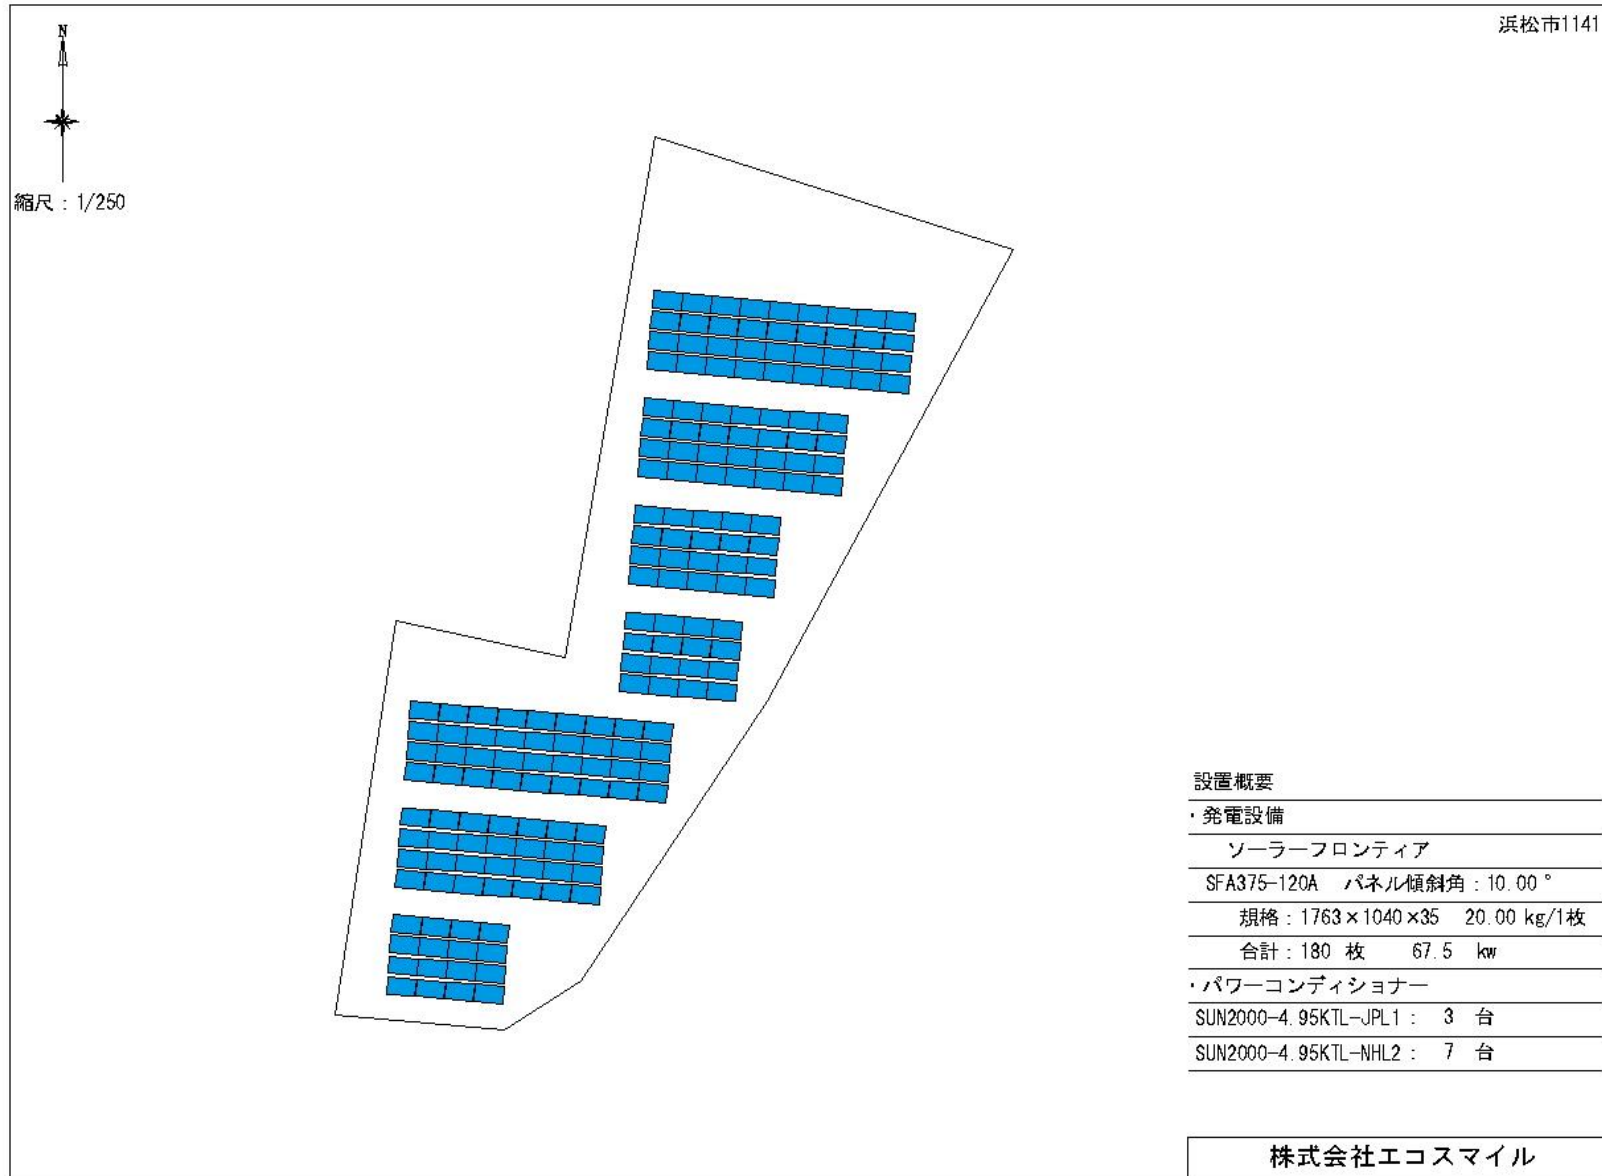 浜松市1141
N
縮尺：1/250
設置概要
・発電設備
ソーラーフロンティア
SFA375-120A パネル傾斜角：10.00°
規格：1763×1040×35 20.00 kg/1枚
合計：180 枚 67.5 kw
・パワーコンディショナー
SUN2000-4.95KTL-JPL1： 3 台
SUN2000-4.95KTL-NHL2： 7 台
株式会社エコスマイル